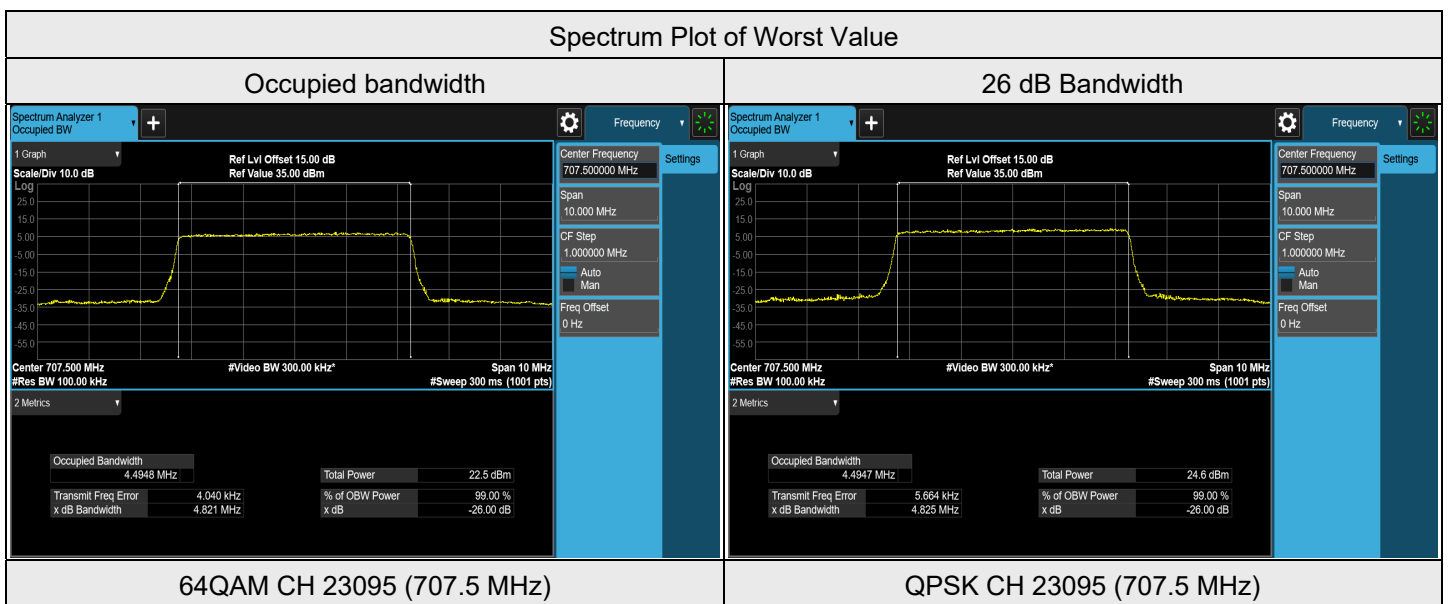 Spectrum Plot of Worst Value
Occupied bandwidth
26 dB Bandwidth
Spectrum Analyzer 1
Occupied BW
+
Frequency
1 Graph
Scale/Div 10.0 dB
Ref Lvl Offset 15.00 dB
Ref Value 35.00 dBm
Log
25.0
15.0
5.00
-5.00
-15.0
-25.0
-35.0
-45.0
-55.0
Center 707.500 MHz
#Video BW 300.00 kHz*
Span 10 MHz
#Res BW 100.00 kHz
#Sweep 300 ms (1001 pts)
Center Frequency
707.500000 MHz
Settings
Span
10.000 MHz
CF Step
1.000000 MHz
Auto
Man
Freq Offset
0 Hz
2 Metrics
Occupied Bandwidth
4.4948 MHz
Total Power 22.5 dBm
Transmit Freq Error 4.040 kHz
% of OBW Power 99.00 %
x dB Bandwidth 4.821 MHz
x dB -26.00 dB
Spectrum Analyzer 1
Occupied BW
+
Frequency
1 Graph
Scale/Div 10.0 dB
Ref Lvl Offset 15.00 dB
Ref Value 35.00 dBm
Log
25.0
15.0
5.00
-5.00
-15.0
-25.0
-35.0
-45.0
-55.0
Center 707.500 MHz
#Video BW 300.00 kHz*
Span 10 MHz
#Res BW 100.00 kHz
#Sweep 300 ms (1001 pts)
Center Frequency
707.500000 MHz
Settings
Span
10.000 MHz
CF Step
1.000000 MHz
Auto
Man
Freq Offset
0 Hz
2 Metrics
Occupied Bandwidth
4.4947 MHz
Total Power 24.6 dBm
Transmit Freq Error 5.664 kHz
% of OBW Power 99.00 %
x dB Bandwidth 4.825 MHz
x dB -26.00 dB
64QAM CH 23095 (707.5 MHz)
QPSK CH 23095 (707.5 MHz)